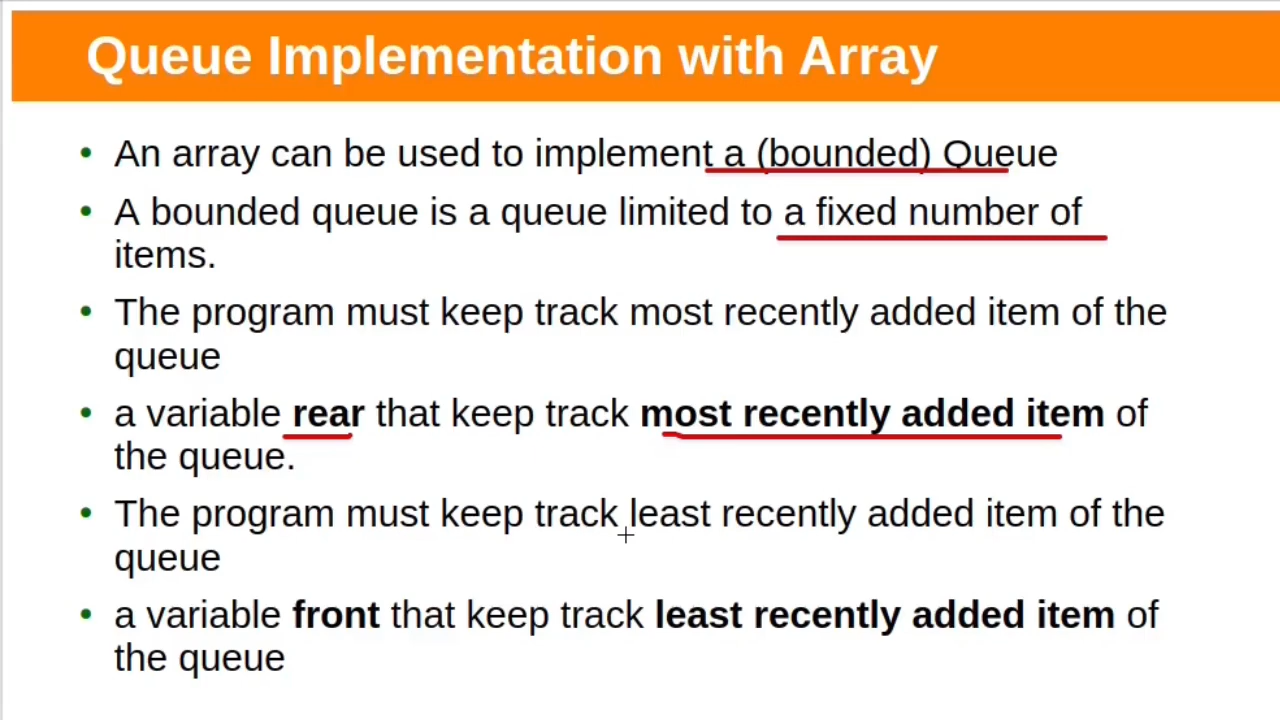 Queue Implementation with Array
• An array can be used to implement a (bounded) Queue
• A bounded queue is a queue limited to a fixed number of
items.
• The program must keep track most recently added item of the
queue
• a variable rear that keep track most recently added item of
the queue.
• The program must keep track least recently added item of the
queue
• a variable front that keep track least recently added item of
the queue